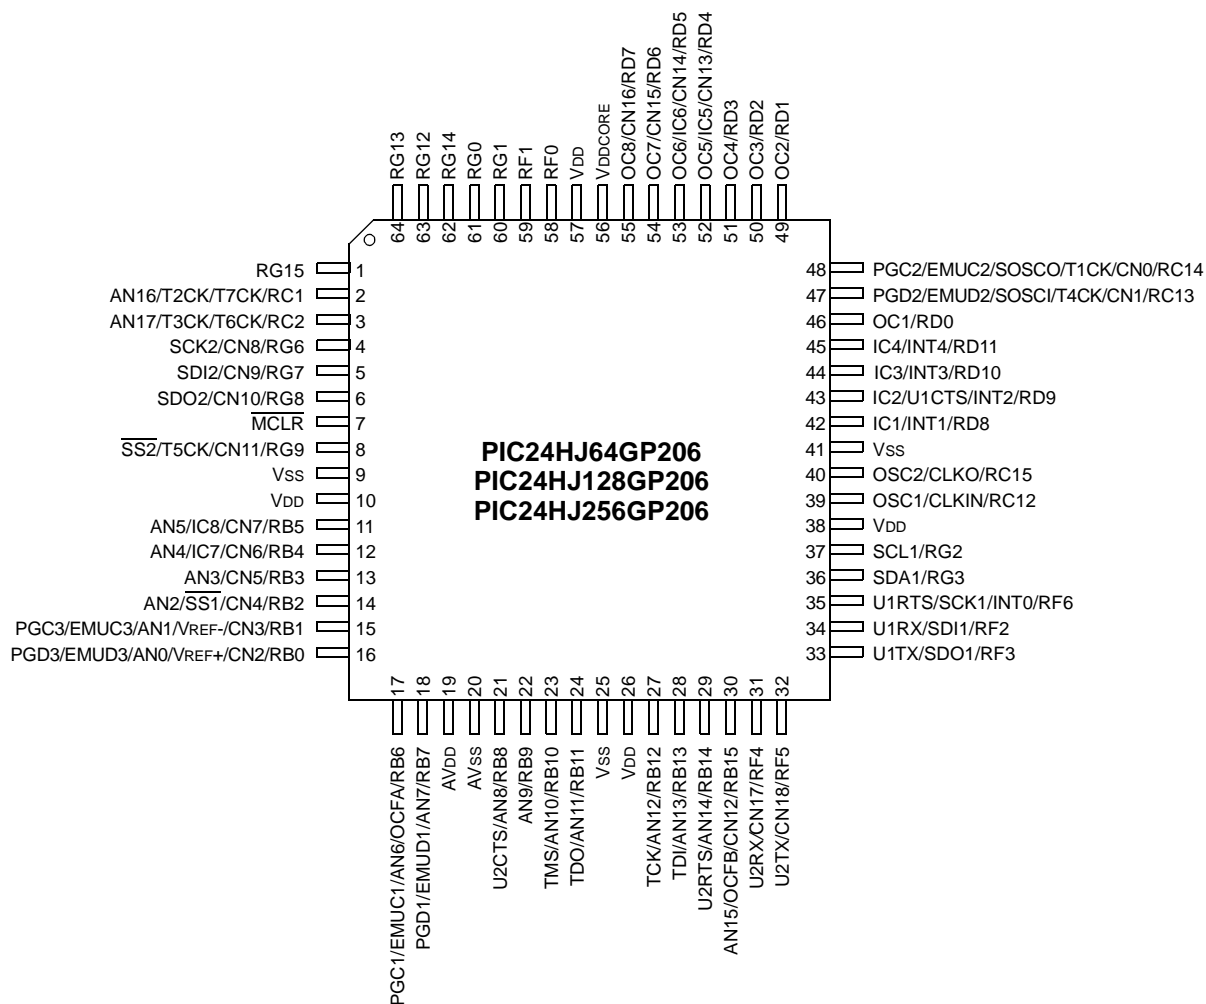 RG13
RG12
RG14
RG0
RG1
RF1
RF0
VDD
VDDCORE
OC8/CN16/RD7
OC7/CN15/RD6
OC6/IC6/CN14/RD5
OC5/IC5/CN13/RD4
OC4/RD3
OC3/RD2
OC2/RD1
64
63
62
61
60
59
58
57
56
55
54
53
52
51
50
49
RG15 1
AN16/T2CK/T7CK/RC1 2
AN17/T3CK/T6CK/RC2 3
SCK2/CN8/RG6 4
SDI2/CN9/RG7 5
SDO2/CN10/RG8 6
MCLR 7
SS2/T5CK/CN11/RG9 8
VSS 9
VDD 10
AN5/IC8/CN7/RB5 11
AN4/IC7/CN6/RB4 12
AN3/CN5/RB3 13
AN2/SS1/CN4/RB2 14
PGC3/EMUC3/AN1/VREF-/CN3/RB1 15
PGD3/EMUD3/AN0/VREF+/CN2/RB0 16
PIC24HJ64GP206
PIC24HJ128GP206
PIC24HJ256GP206
48 PGC2/EMUC2/SOSCO/T1CK/CN0/RC14
47 PGD2/EMUD2/SOSCI/T4CK/CN1/RC13
46 OC1/RD0
45 IC4/INT4/RD11
44 IC3/INT3/RD10
43 IC2/U1CTS/INT2/RD9
42 IC1/INT1/RD8
41 VSS
40 OSC2/CLKO/RC15
39 OSC1/CLKIN/RC12
38 VDD
37 SCL1/RG2
36 SDA1/RG3
35 U1RTS/SCK1/INT0/RF6
34 U1RX/SDI1/RF2
33 U1TX/SDO1/RF3
17
18
19
20
21
22
23
24
25
26
27
28
29
30
31
32
PGC1/EMUC1/AN6/OCFA/RB6
PGD1/EMUD1/AN7/RB7
AVDD
AVSS
U2CTS/AN8/RB8
AN9/RB9
TMS/AN10/RB10
TDO/AN11/RB11
VSS
VDD
TCK/AN12/RB12
TDI/AN13/RB13
U2RTS/AN14/RB14
AN15/OCFB/CN12/RB15
U2RX/CN17/RF4
U2TX/CN18/RF5